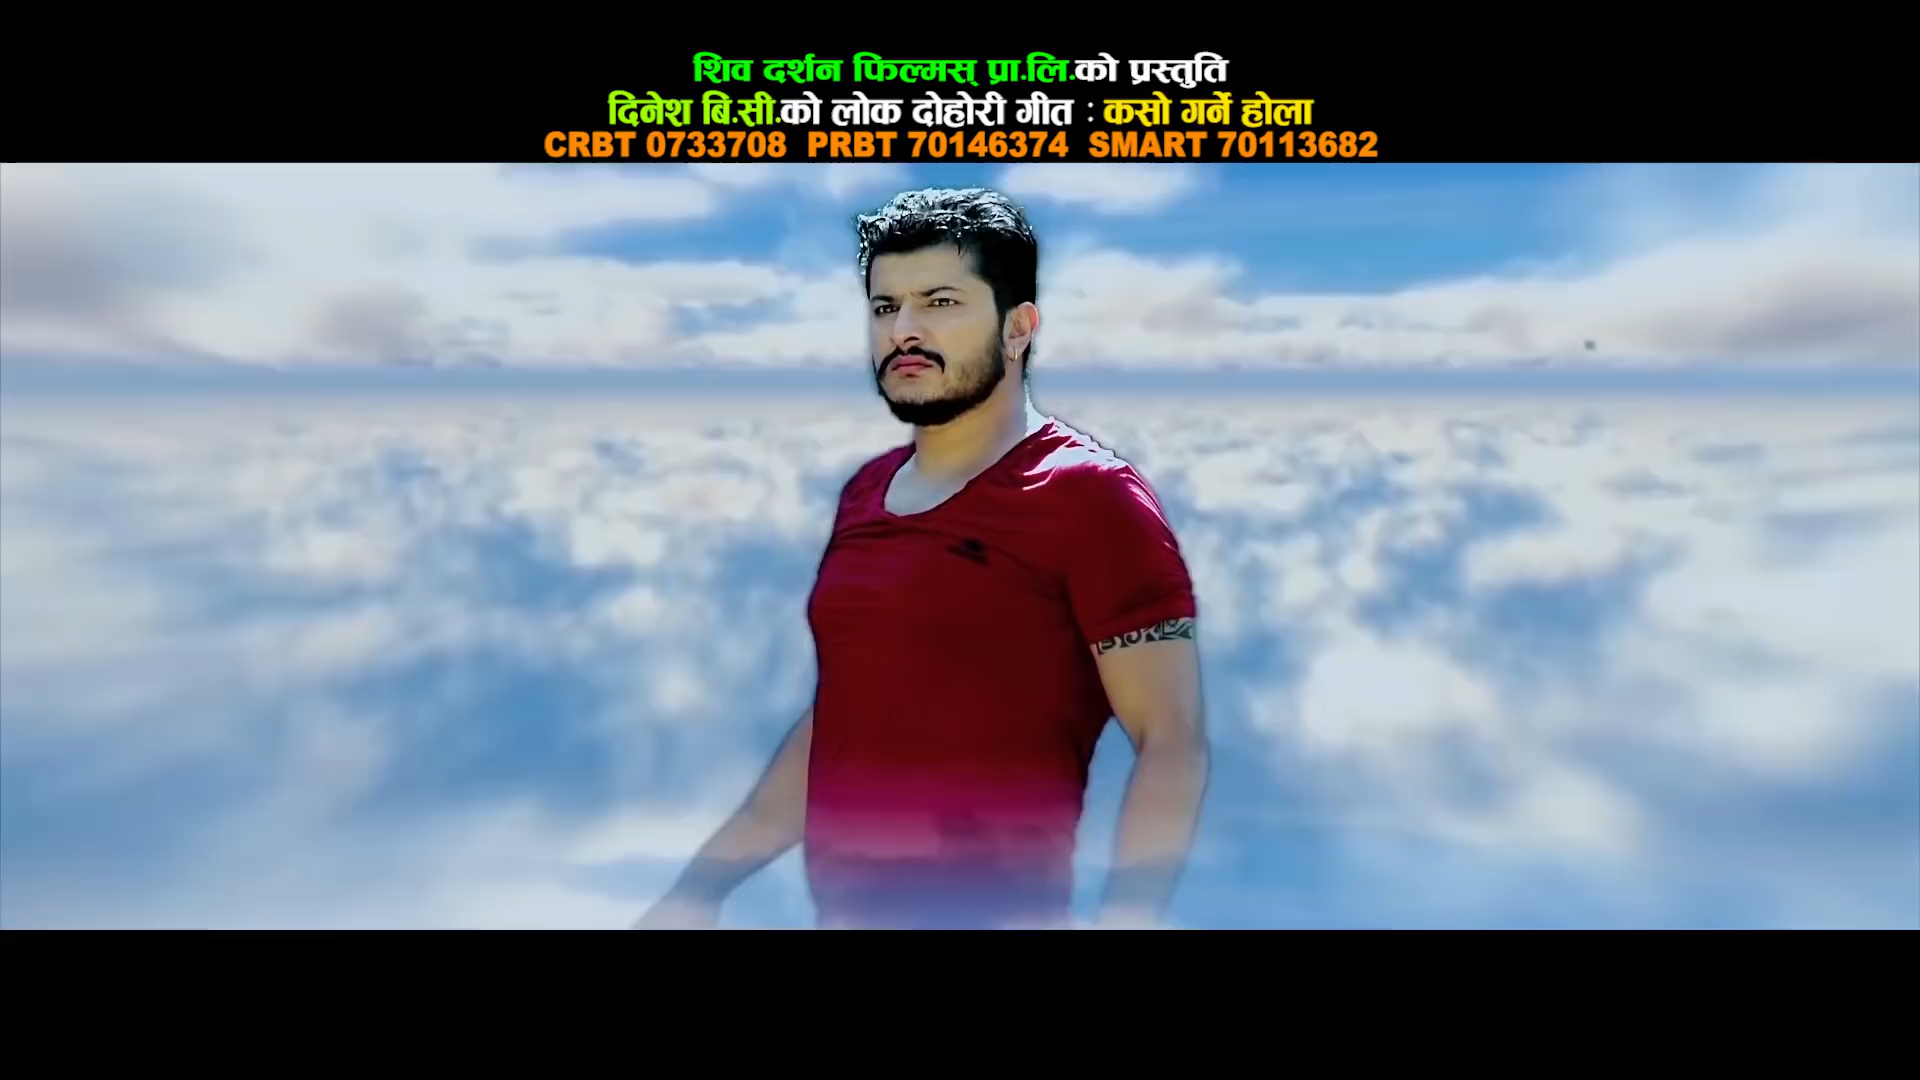 शिव दर्शन फिल्मस् प्रा.लि.को प्रस्तुति
दिनेश बि.सी.को लोक दोहोरी गीत : कसो गर्ने होला
CRBT 0733708 PRBT 70146374 SMART 70113682